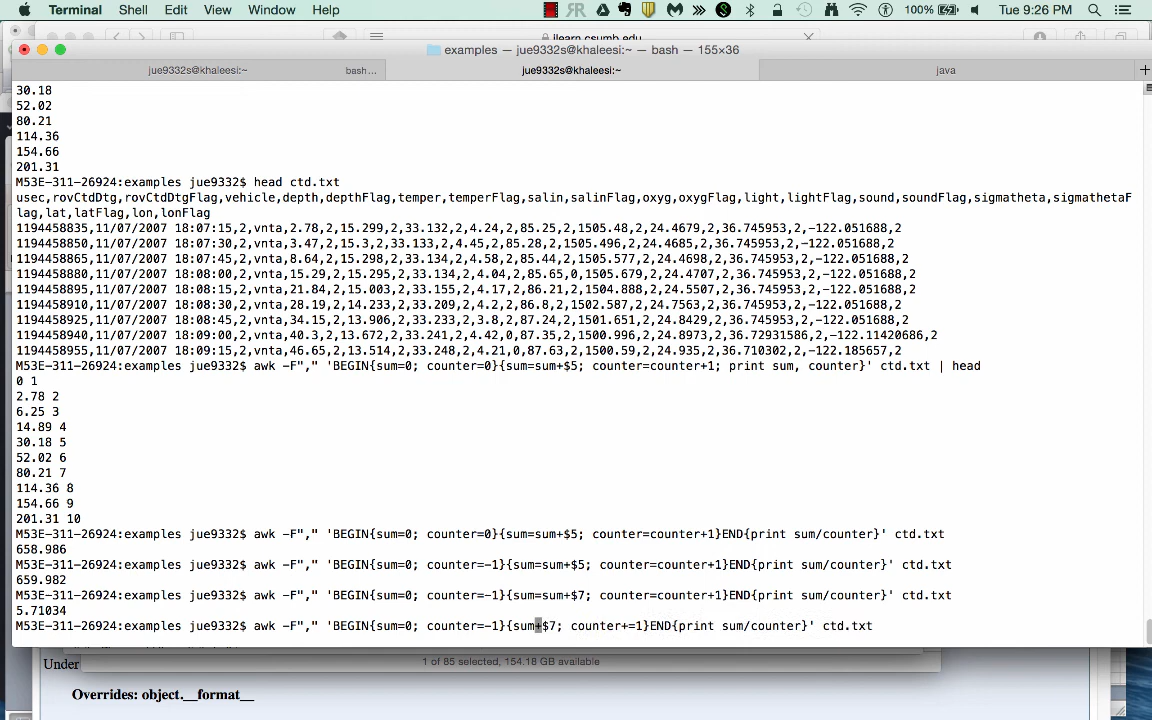 Terminal Shell Edit View Window Help 100% Tue 9:26 PM
ilearn.csumb.edu
examples — jue9332s@khaleesi:~ — bash — 155×36
jue9332s@khaleesi:~ bash... jue9332s@khaleesi:~ java
30.18
52.02
80.21
114.36
154.66
201.31
M53E-311-26924:examples jue9332$ head ctd.txt
usec,rovCtdDtg,rovCtdDtgFlag,vehicle,depth,depthFlag,temper,temperFlag,salin,salinFlag,oxyg,oxygFlag,light,lightFlag,sound,soundFlag,sigmatheta,sigmathetaF
lag,lat,latFlag,lon,lonFlag
1194458835,11/07/2007 18:07:15,2,vnta,2.78,2,15.299,2,33.132,2,4.24,2,85.25,2,1505.48,2,24.4679,2,36.745953,2,-122.051688,2
1194458850,11/07/2007 18:07:30,2,vnta,3.47,2,15.3,2,33.133,2,4.45,2,85.28,2,1505.496,2,24.4685,2,36.745953,2,-122.051688,2
1194458865,11/07/2007 18:07:45,2,vnta,8.64,2,15.298,2,33.134,2,4.58,2,85.44,2,1505.577,2,24.4698,2,36.745953,2,-122.051688,2
1194458880,11/07/2007 18:08:00,2,vnta,15.29,2,15.295,2,33.134,2,4.04,2,85.65,0,1505.679,2,24.4707,2,36.745953,2,-122.051688,2
1194458895,11/07/2007 18:08:15,2,vnta,21.84,2,15.003,2,33.155,2,4.17,2,86.21,2,1504.888,2,24.5507,2,36.745953,2,-122.051688,2
1194458910,11/07/2007 18:08:30,2,vnta,28.19,2,14.233,2,33.209,2,4.2,2,86.8,2,1502.587,2,24.7563,2,36.745953,2,-122.051688,2
1194458925,11/07/2007 18:08:45,2,vnta,34.15,2,13.906,2,33.233,2,3.8,2,87.24,2,1501.651,2,24.8429,2,36.745953,2,-122.051688,2
1194458940,11/07/2007 18:09:00,2,vnta,40.3,2,13.672,2,33.241,2,4.42,0,87.35,2,1500.996,2,24.8973,2,36.72931586,2,-122.11420686,2
1194458955,11/07/2007 18:09:15,2,vnta,46.65,2,13.514,2,33.248,2,4.21,0,87.63,2,1500.59,2,24.935,2,36.710302,2,-122.185657,2
M53E-311-26924:examples jue9332$ awk -F"," 'BEGIN{sum=0; counter=0}{sum=sum+$5; counter=counter+1; print sum, counter}' ctd.txt | head
0 1
2.78 2
6.25 3
14.89 4
30.18 5
52.02 6
80.21 7
114.36 8
154.66 9
201.31 10
M53E-311-26924:examples jue9332$ awk -F"," 'BEGIN{sum=0; counter=0}{sum=sum+$5; counter=counter+1}END{print sum/counter}' ctd.txt
658.986
M53E-311-26924:examples jue9332$ awk -F"," 'BEGIN{sum=0; counter=-1}{sum=sum+$5; counter=counter+1}END{print sum/counter}' ctd.txt
659.982
M53E-311-26924:examples jue9332$ awk -F"," 'BEGIN{sum=0; counter=-1}{sum=sum+$7; counter=counter+1}END{print sum/counter}' ctd.txt
5.71034
M53E-311-26924:examples jue9332$ awk -F"," 'BEGIN{sum=0; counter=-1}{sum+$7; counter+=1}END{print sum/counter}' ctd.txt
Under 1 of 85 selected, 154.18 GB available
Overrides: object.__format__